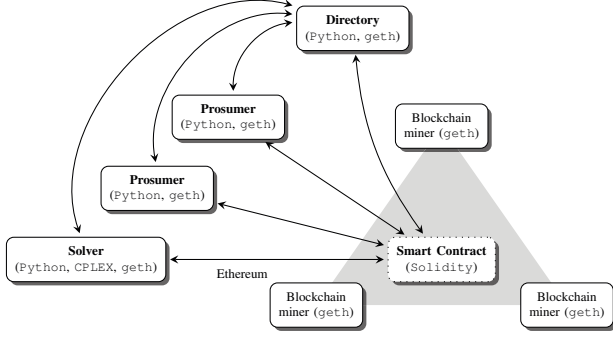 Directory
(Python, geth)
Prosumer
(Python, geth)
Blockchain
miner (geth)
Prosumer
(Python, geth)
Solver
(Python, CPLEX, geth)
Smart Contract
(Solidity)
Ethereum
Blockchain
miner (geth)
Blockchain
miner (geth)